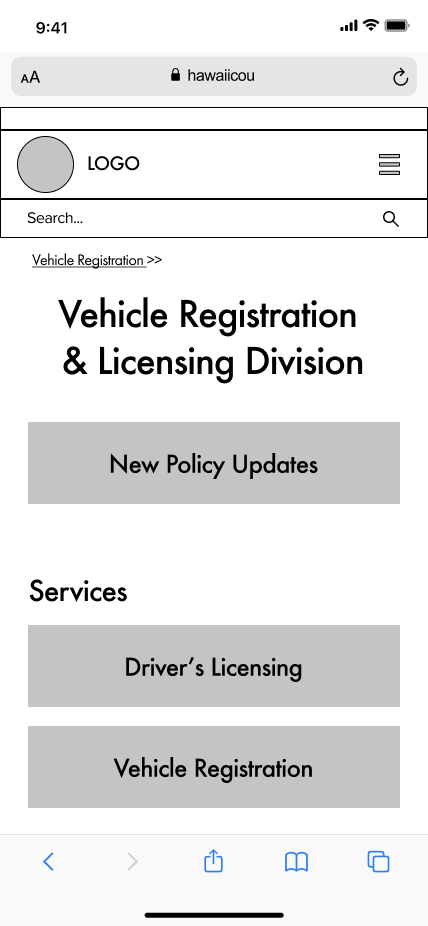 9:41
AA
hawaiicou
LOGO
Search...
Vehicle Registration >>
Vehicle Registration
& Licensing Division
New Policy Updates
Services
Driver’s Licensing
Vehicle Registration